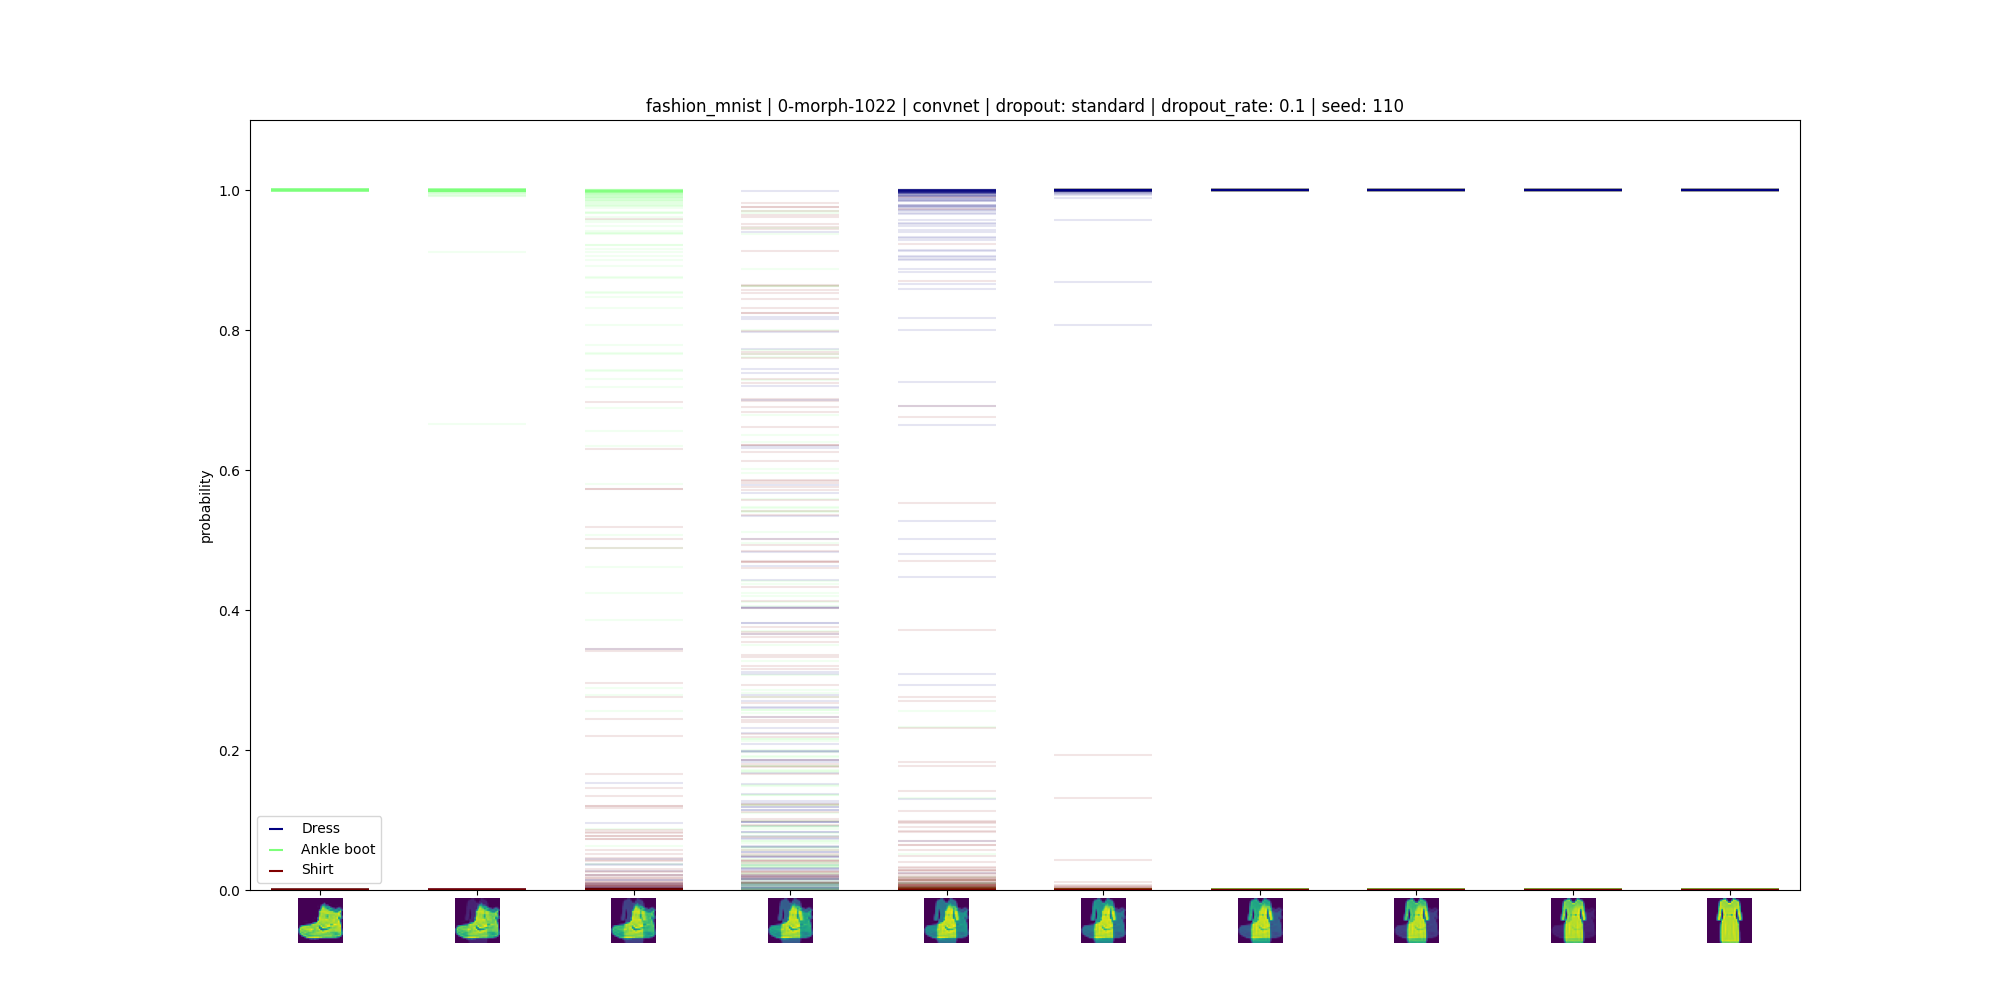 fashion_mnist | 0-morph-1022 | convnet | dropout: standard | dropout_rate: 0.1 | seed: 110
1.0
0.8
0.6
0.4
0.2
0.0
probability
Dress
Ankle boot
Shirt